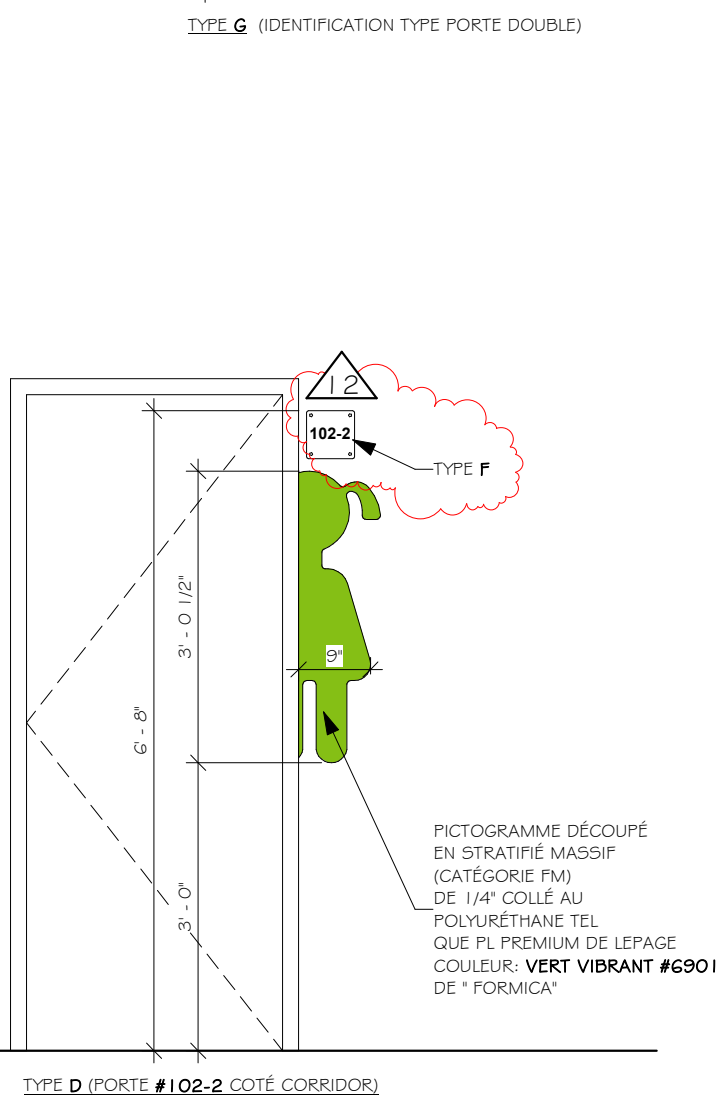 TYPE G (IDENTIFICATION TYPE PORTE DOUBLE)
12
102-2
TYPE F
3' - 0 1/2"
9"
6' - 8"
PICTOGRAMME DÉCOUPÉ
EN STRATIFIÉ MASSIF
(CATÉGORIE FM)
DE 1/4" COLLÉ AU
POLYURÉTHANE TEL
QUE PL PREMIUM DE LEPAGE
COULEUR: VERT VIBRANT #6901
DE " FORMICA"
3' - 0"
TYPE D (PORTE #102-2 COTÉ CORRIDOR)